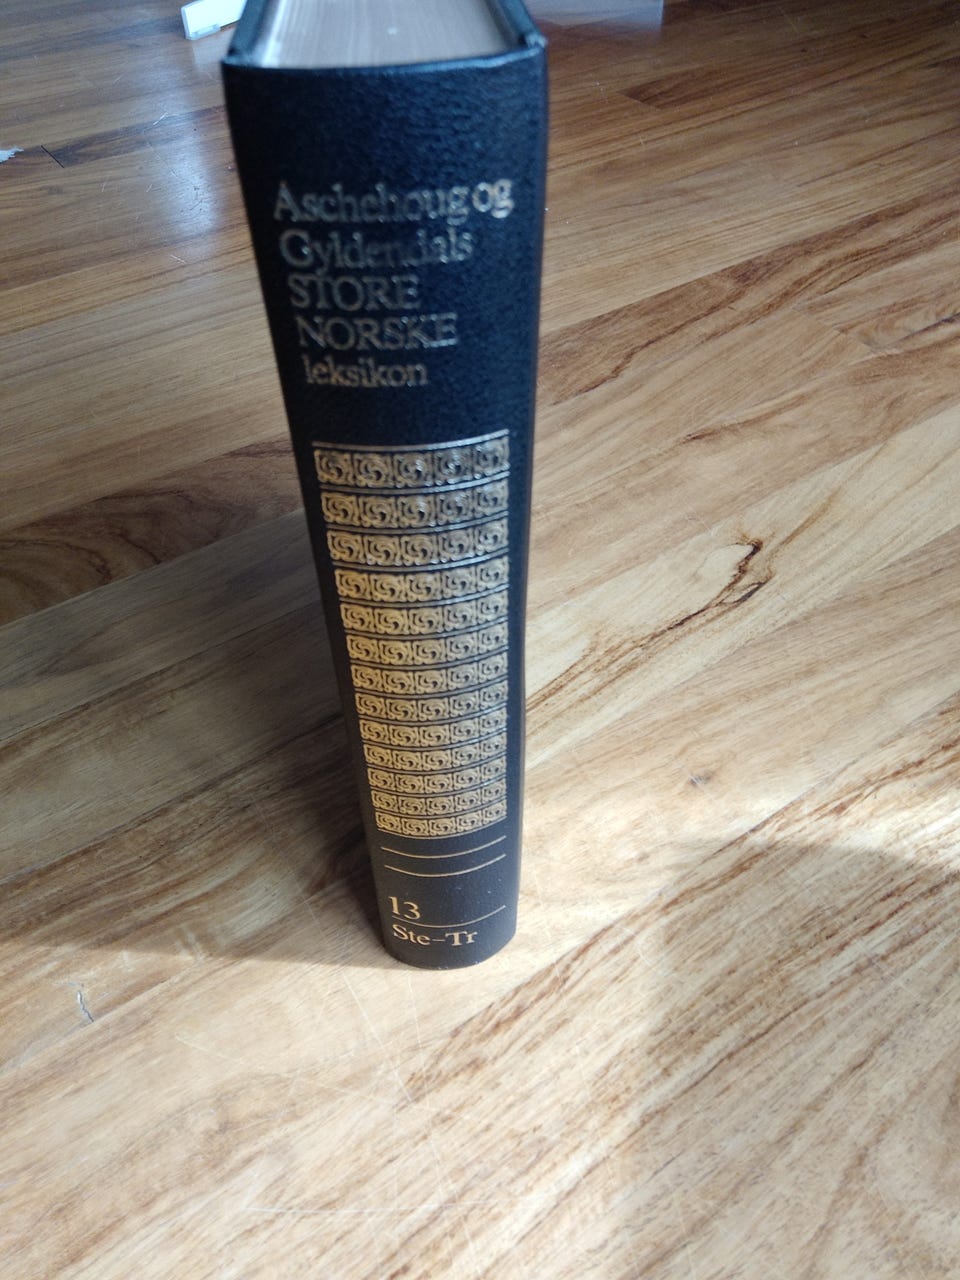 Aschehoug og
Gyldendals
STORE
NORSKE
leksikon
13
Ste–Tr